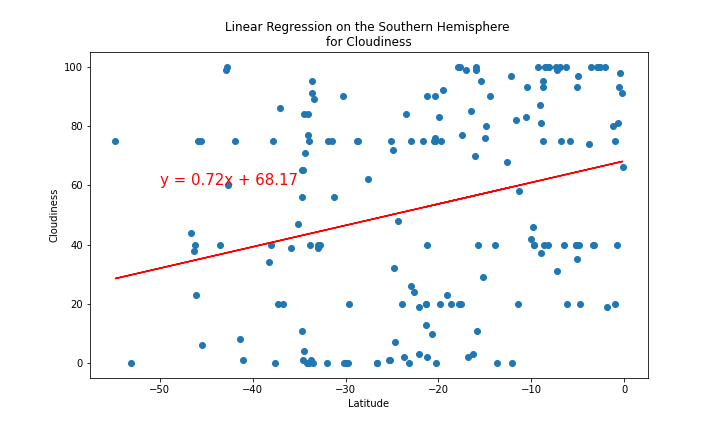 Linear Regression on the Southern Hemisphere
for Cloudiness
100
80
60
40
20
0
Cloudiness
y = 0.72x + 68.17
−50
−40
−30
−20
−10
0
Latitude